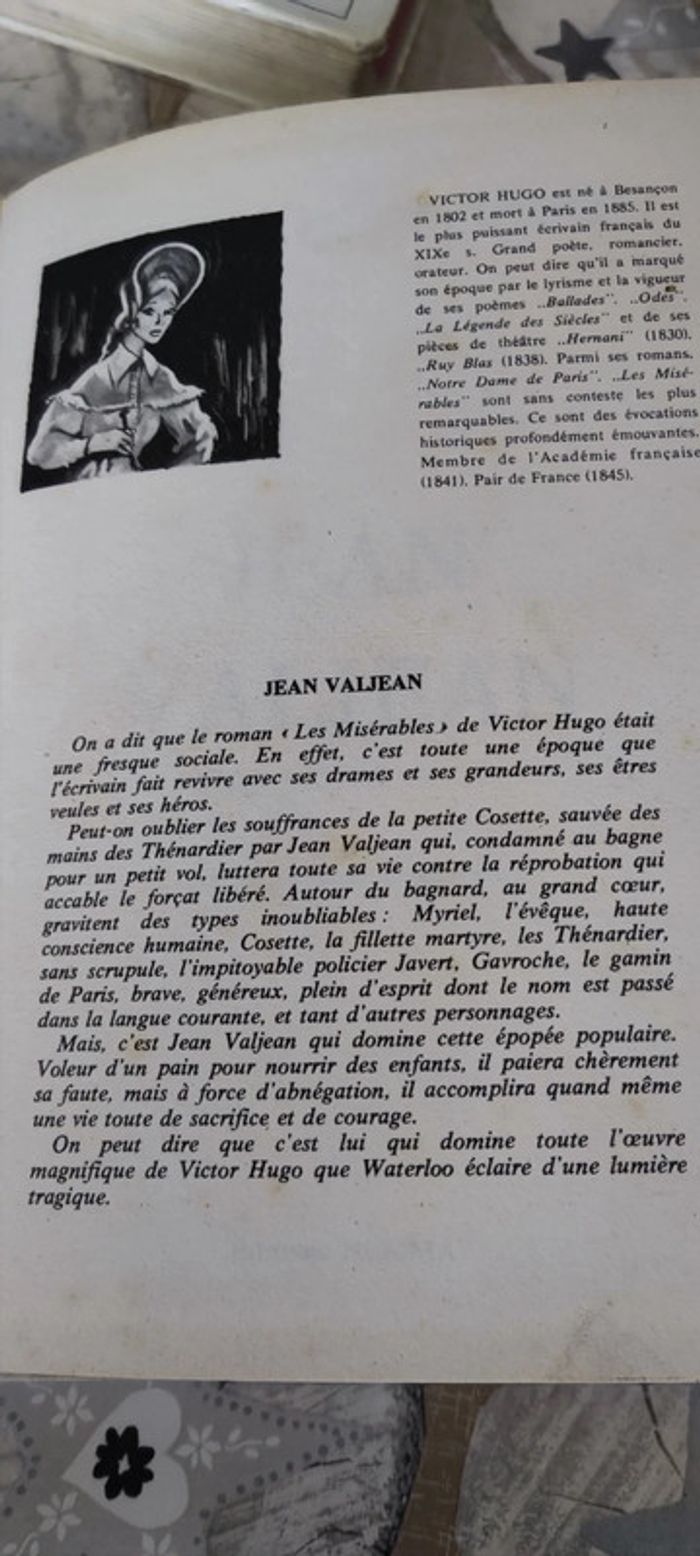 VICTOR HUGO est né à Besançon
en 1802 et mort à Paris en 1885. Il est
le plus puissant écrivain français du
XIXe s. Grand poète, romancier,
orateur. On peut dire qu'il a marqué
son époque par le lyrisme et la vigueur
de ses poèmes „Ballades”, „Odes”,
„La Légende des Siècles” et de ses
pièces de théâtre „Hernani” (1830),
„Ruy Blas (1838). Parmi ses romans,
„Notre Dame de Paris”, „Les Misé-
rables” sont sans conteste les plus
remarquables. Ce sont des évocations
historiques profondément émouvantes.
Membre de l'Académie française
(1841), Pair de France (1845).
JEAN VALJEAN
On a dit que le roman « Les Misérables » de Victor Hugo était
une fresque sociale. En effet, c'est toute une époque que
l'écrivain fait revivre avec ses drames et ses grandeurs, ses êtres
veules et ses héros.
Peut-on oublier les souffrances de la petite Cosette, sauvée des
mains des Thénardier par Jean Valjean qui, condamné au bagne
pour un petit vol, luttera toute sa vie contre la réprobation qui
accable le forçat libéré. Autour du bagnard, au grand cœur,
gravitent des types inoubliables : Myriel, l'évêque, haute
conscience humaine, Cosette, la fillette martyre, les Thénardier,
sans scrupule, l'impitoyable policier Javert, Gavroche, le gamin
de Paris, brave, généreux, plein d'esprit dont le nom est passé
dans la langue courante, et tant d'autres personnages.
Mais, c'est Jean Valjean qui domine cette épopée populaire.
Voleur d'un pain pour nourrir des enfants, il paiera chèrement
sa faute, mais à force d'abnégation, il accomplira quand même
une vie toute de sacrifice et de courage.
On peut dire que c'est lui qui domine toute l'œuvre
magnifique de Victor Hugo que Waterloo éclaire d'une lumière
tragique.